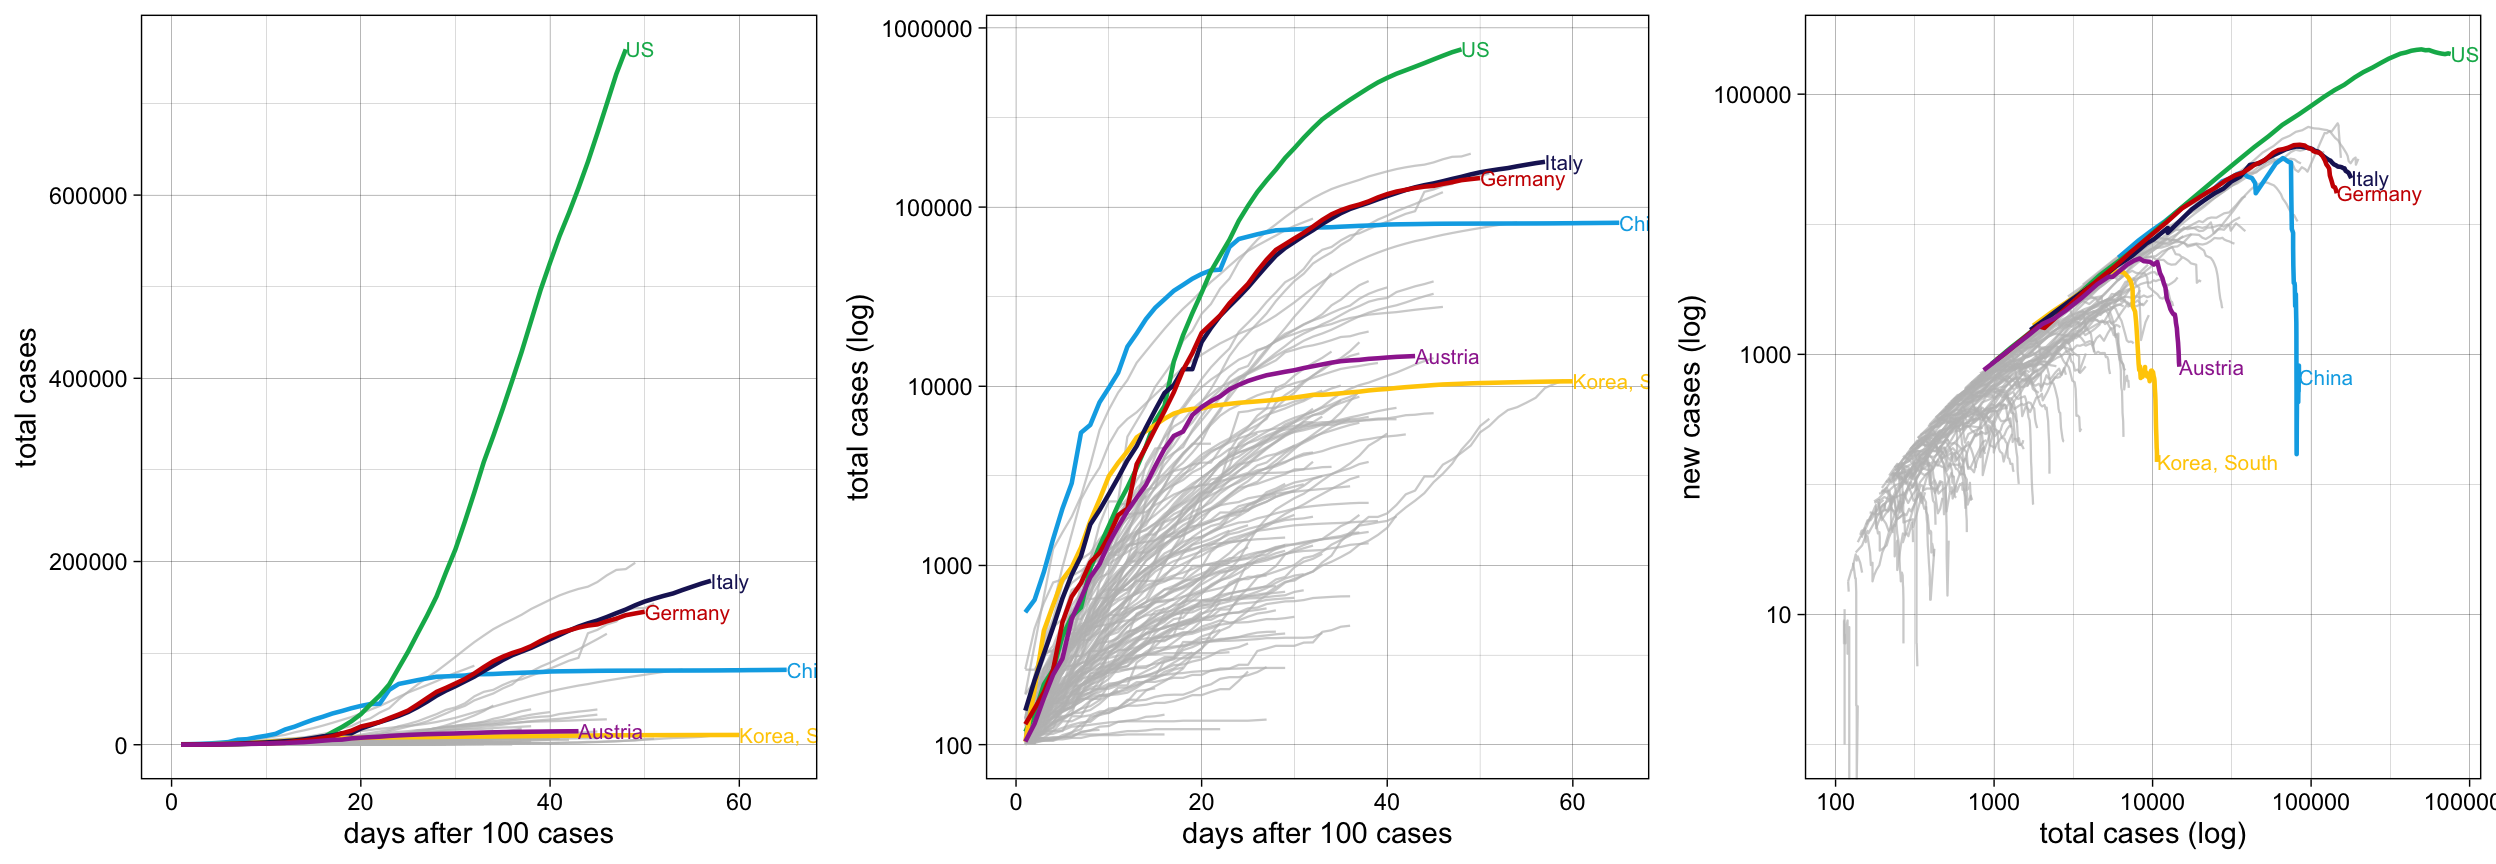 total cases
600000
400000
200000
0
US
Italy
Germany
Chi
Austria
Korea, S
0
20
40
60
days after 100 cases
total cases (log)
1000000
100000
10000
1000
100
US
Italy
Germany
Chi
Austria
Korea, S
0
20
40
60
days after 100 cases
new cases (log)
100000
1000
10
US
Italy
Germany
Austria
China
Korea, South
100
1000
10000
100000
100000
total cases (log)